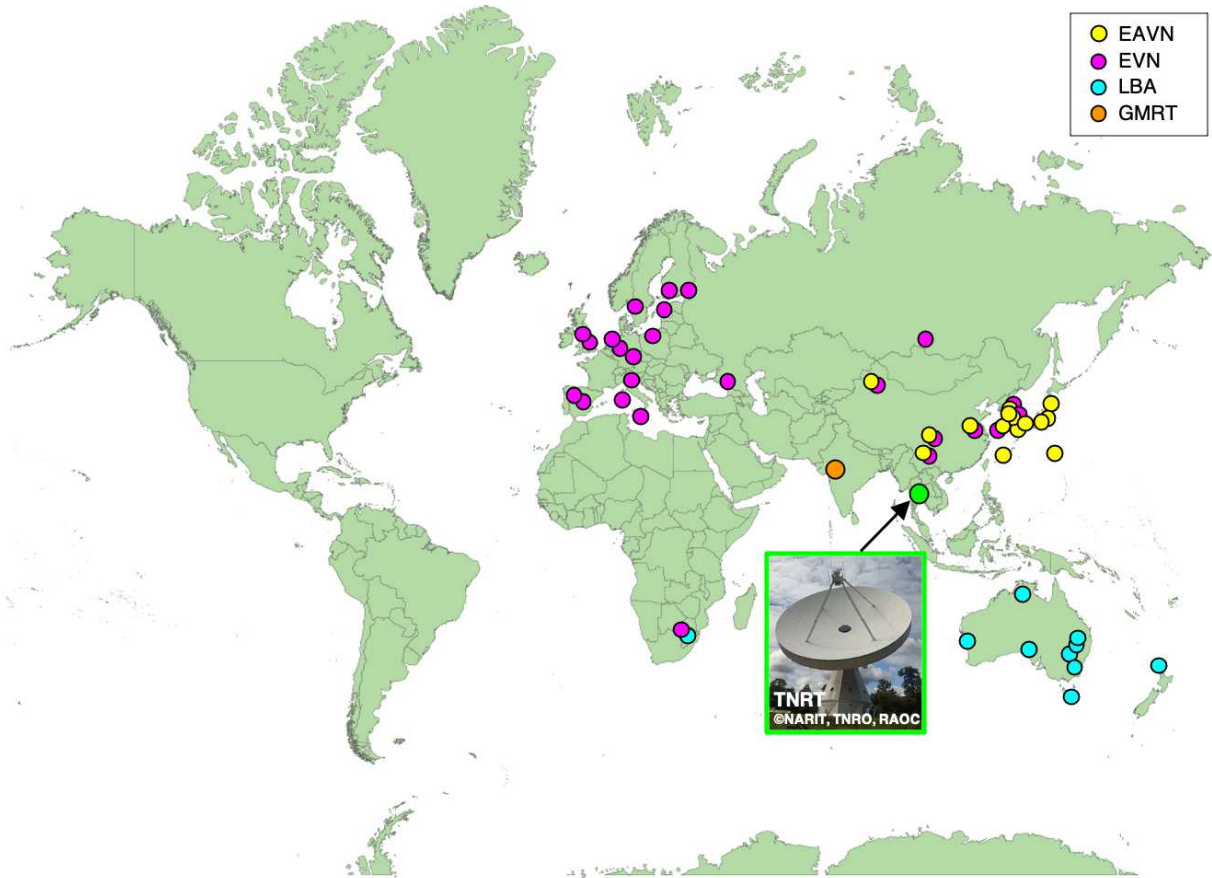 EAVN
EVN
LBA
GMRT
TNRT
©NARIT, TNRO, RAOC